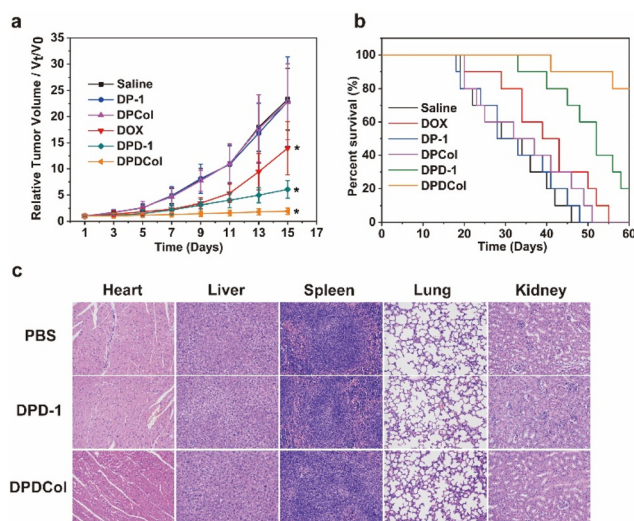 a
Relative Tumor Volume / Vt/V0
35
30
25
20
15
10
5
0
Saline
DP-1
DPCol
DOX
DPD-1
DPDCol
*
*
*
1 3 5 7 9 11 13 15 17
Time (Days)
b
Percent survival (%)
100
80
60
40
20
0
Saline
DOX
DP-1
DPCol
DPD-1
DPDCol
0 10 20 30 40 50 60
Time (Days)
c
Heart Liver Spleen Lung Kidney
PBS
DPD-1
DPDCol